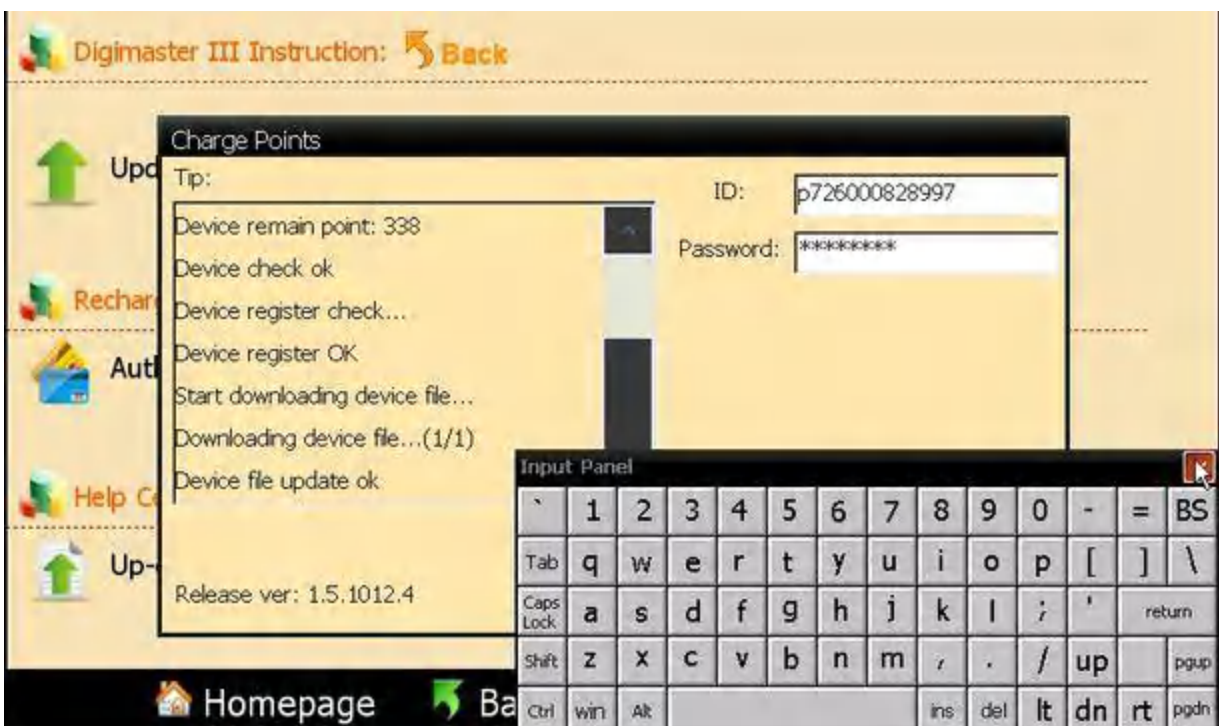 Digimaster III Instruction: Back
Upd
Charge Points
Tip:
Device remain point: 338
Device check ok
Device register check...
Device register OK
Start downloading device file...
Downloading device file...(1/1)
Device file update ok
Release ver: 1.5.1012.4
ID: p726000828997
Password: ********
Rechar
Auth
Help Ce
Up-
Input Panel
` 1 2 3 4 5 6 7 8 9 0 - = BS
Tab q w e r t y u i o p [ ] \
Caps Lock a s d f g h j k l ; ' return
Shift z x c v b n m , . / up pgup
Ctrl win Alt ins del lt dn rt pgdn
Homepage Ba